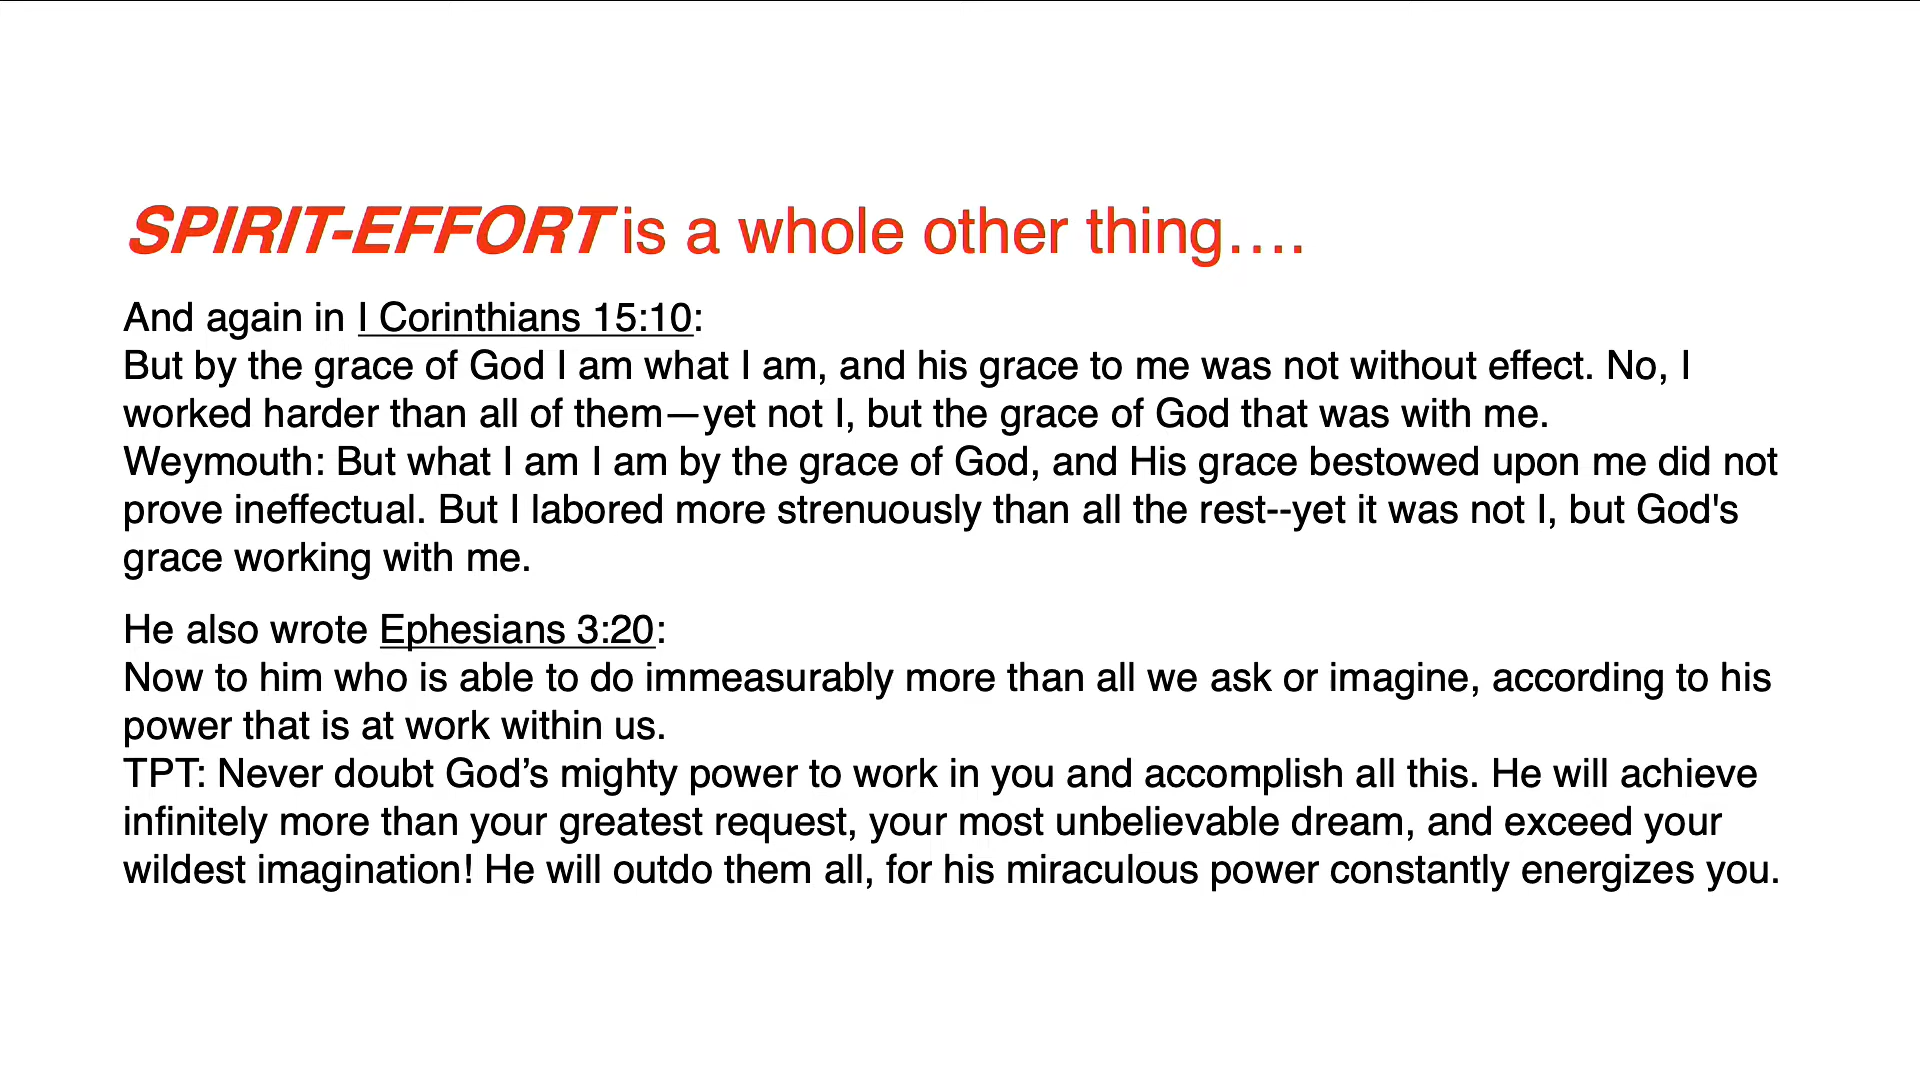 SPIRIT-EFFORT is a whole other thing….
And again in I Corinthians 15:10:
But by the grace of God I am what I am, and his grace to me was not without effect. No, I
worked harder than all of them—yet not I, but the grace of God that was with me.
Weymouth: But what I am I am by the grace of God, and His grace bestowed upon me did not
prove ineffectual. But I labored more strenuously than all the rest--yet it was not I, but God's
grace working with me.
He also wrote Ephesians 3:20:
Now to him who is able to do immeasurably more than all we ask or imagine, according to his
power that is at work within us.
TPT: Never doubt God’s mighty power to work in you and accomplish all this. He will achieve
infinitely more than your greatest request, your most unbelievable dream, and exceed your
wildest imagination! He will outdo them all, for his miraculous power constantly energizes you.